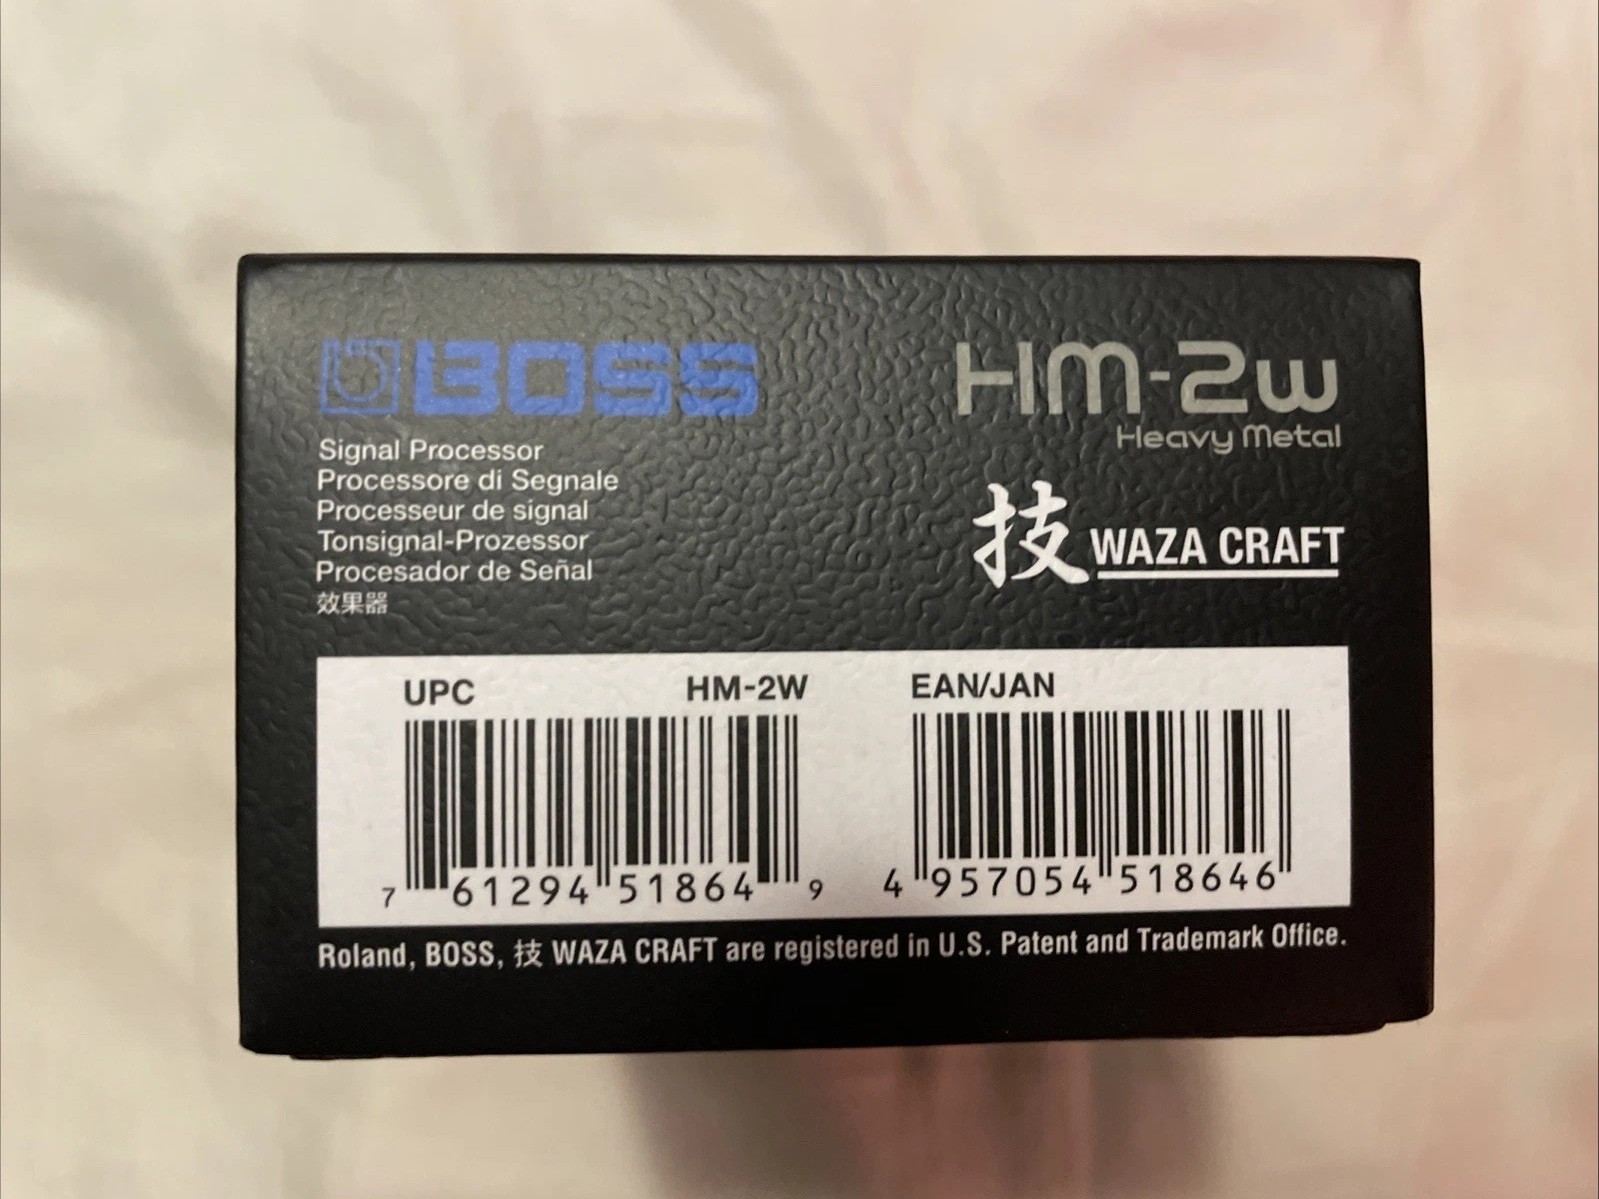 BOSS
HM-2w
Heavy Metal
Signal Processor
Processore di Segnale
Processeur de signal
Tonsignal-Prozessor
Procesador de Señal
效果器
技 WAZA CRAFT
UPC HM-2W
7 61294 51864 9
EAN/JAN
4 957054 518646
Roland, BOSS, 技 WAZA CRAFT are registered in U.S. Patent and Trademark Office.